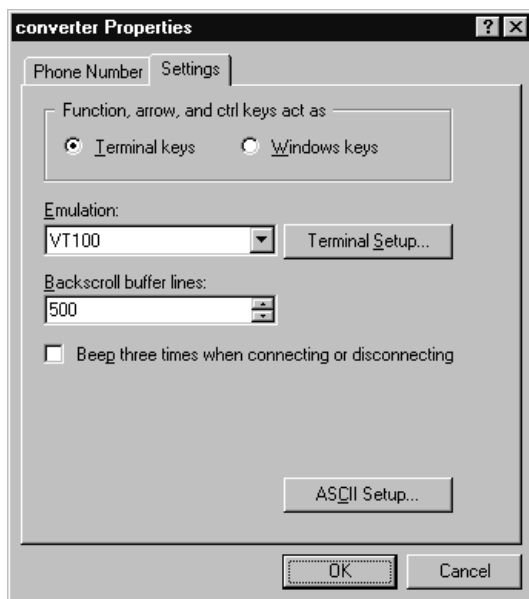 converter Properties
Phone Number Settings
Function, arrow, and ctrl keys act as
Terminal keys Windows keys
Emulation:
VT100 Terminal Setup...
Backscroll buffer lines:
500
Beep three times when connecting or disconnecting
ASCII Setup...
OK Cancel